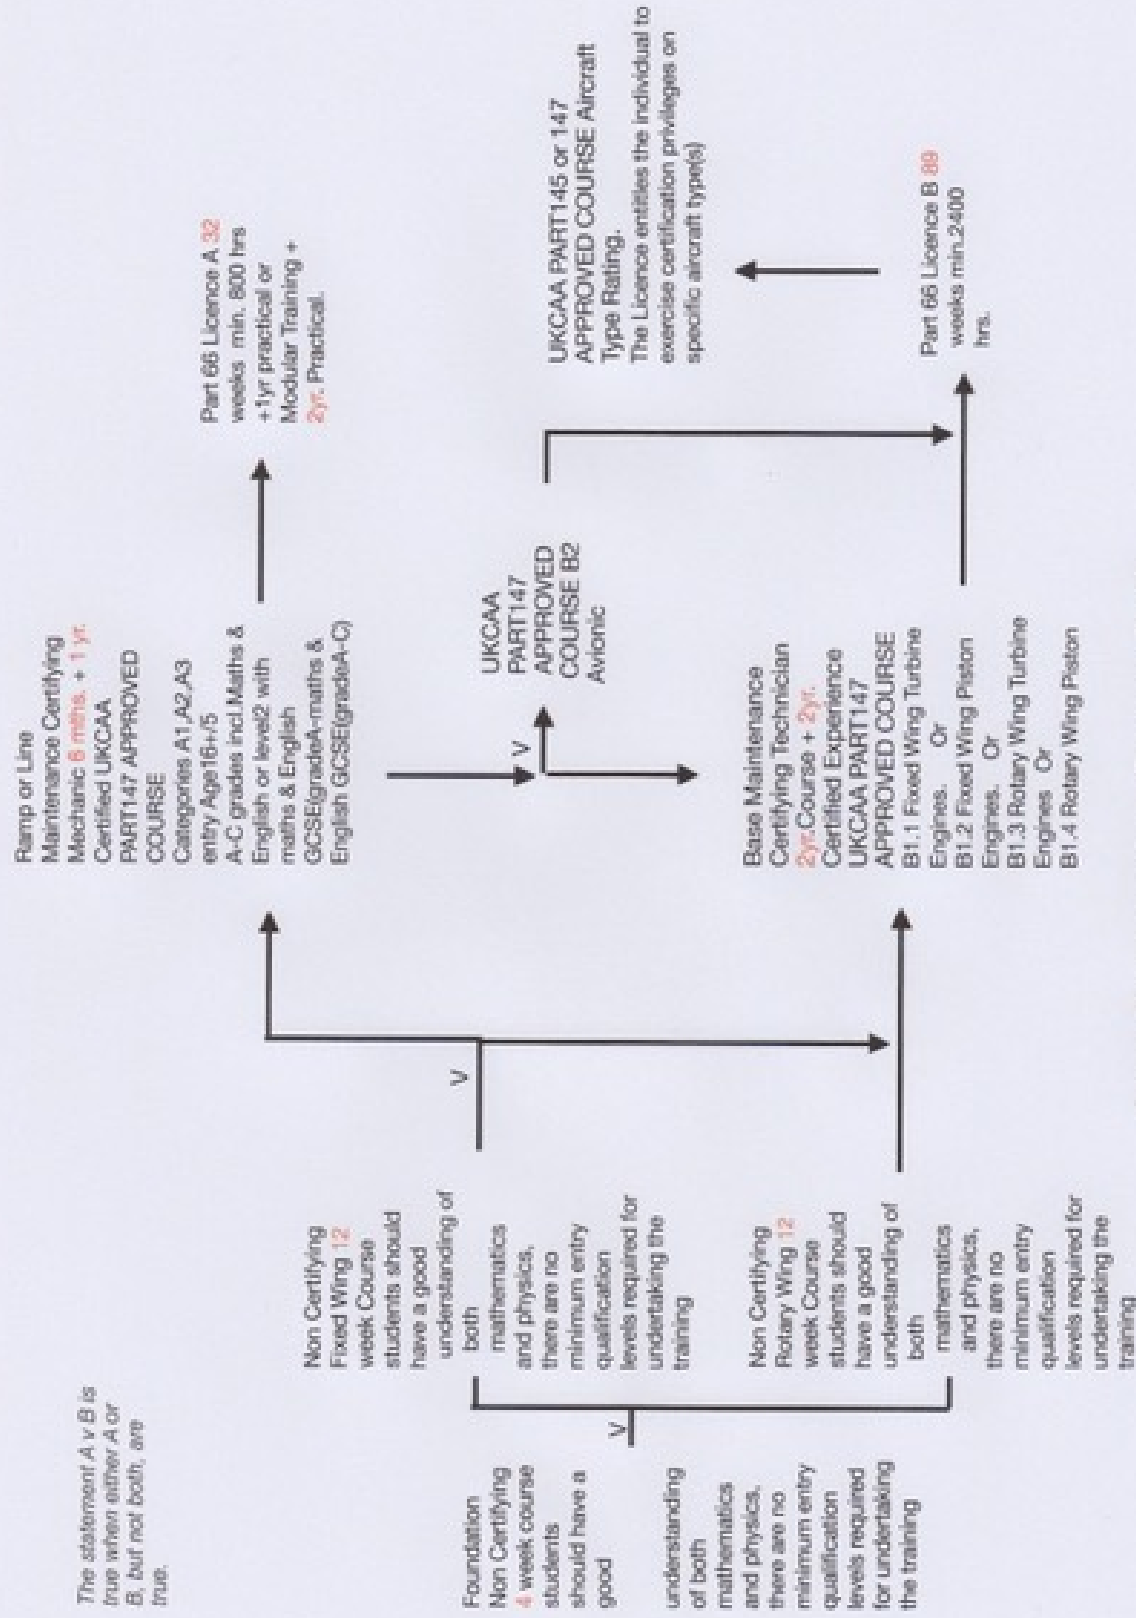 The statement A v B is
true when either A or
B, but not both, are
true.
Foundation
Non Certifying
4 week course
students
should have a
good
understanding
of both
mathematics
and physics,
there are no
minimum entry
qualification
levels required
for undertaking
the training
V
Non Certifying
Fixed Wing 12
week Course
students should
have a good
understanding of
both
mathematics
and physics,
there are no
minimum entry
qualification
levels required for
undertaking the
training
Non Certifying
Rotary Wing 12
week Course
students should
have a good
understanding of
both
mathematics
and physics,
there are no
minimum entry
qualification
levels required for
undertaking the
training
V
Ramp or Line
Maintenance Certifying
Mechanic 6 mths. + 1 yr.
Certified UKCAA
PART147 APPROVED
COURSE
Categories A1,A2,A3
entry Age16+/5
A-C grades incl.Maths &
English or level2 with
maths & English
GCSE(gradeA-maths &
English GCSE(gradeA-C)
V
UKCAA
PART147
APPROVED
COURSE B2
Avionic
Base Maintenance
Certifying Technician
2yr.Course + 2yr.
Certified Experience
UKCAA PART147
APPROVED COURSE
B1.1 Fixed Wing Turbine
Engines. Or
B1.2 Fixed Wing Piston
Engines. Or
B1.3 Rotary Wing Turbine
Engines Or
B1.4 Rotary Wing Piston
Part 66 Licence A 32
weeks min. 800 hrs
+1yr practical or
Modular Training +
2yr. Practical.
UKCAA PART145 or 147
APPROVED COURSE Aircraft
Type Rating.
The Licence entitles the individual to
exercise certification privileges on
specific aircraft type(s)
Part 66 Licence B 89
weeks min.2400
hrs.